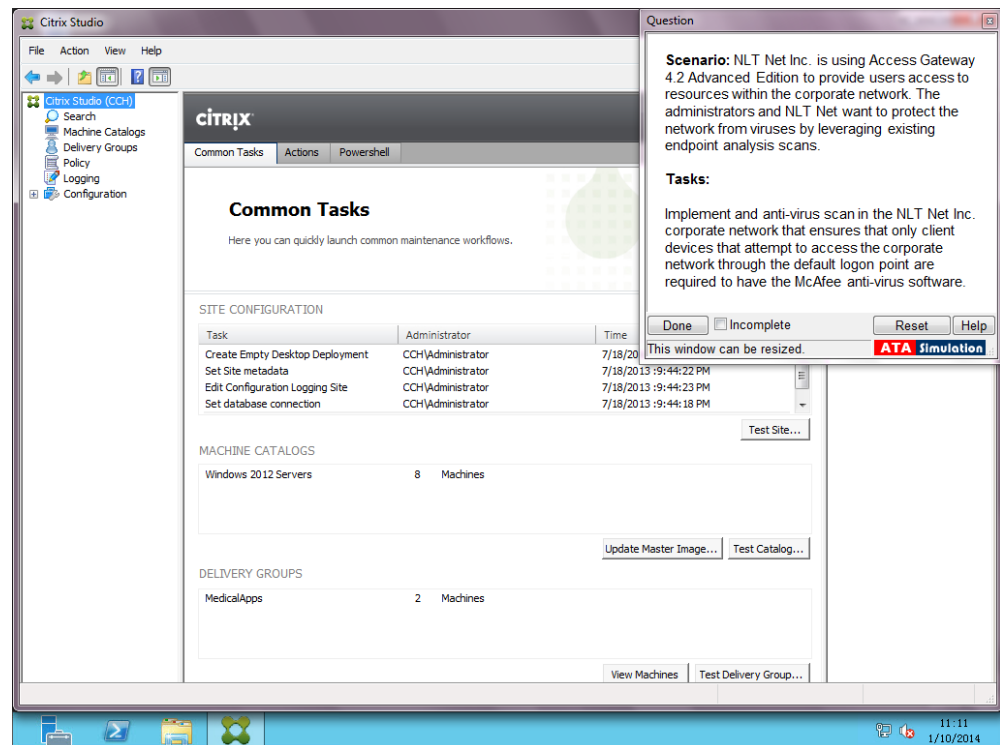 Citrix Studio
File Action View Help
Citrix Studio (CCH)
Search
Machine Catalogs
Delivery Groups
Policy
Logging
Configuration
CİTRIX
Common Tasks Actions Powershell
Common Tasks
Here you can quickly launch common maintenance workflows.
SITE CONFIGURATION
Task Administrator Time
Create Empty Desktop Deployment CCH\Administrator 7/18/20
Set Site metadata CCH\Administrator 7/18/2013 :9:44:22 PM
Edit Configuration Logging Site CCH\Administrator 7/18/2013 :9:44:23 PM
Set database connection CCH\Administrator 7/18/2013 :9:44:18 PM
Test Site...
MACHINE CATALOGS
Windows 2012 Servers 8 Machines
Update Master Image... Test Catalog...
DELIVERY GROUPS
MedicalApps 2 Machines
View Machines Test Delivery Group...
Question
Scenario: NLT Net Inc. is using Access Gateway
4.2 Advanced Edition to provide users access to
resources within the corporate network. The
administrators and NLT Net want to protect the
network from viruses by leveraging existing
endpoint analysis scans.
Tasks:
Implement and anti-virus scan in the NLT Net Inc.
corporate network that ensures that only client
devices that attempt to access the corporate
network through the default logon point are
required to have the McAfee anti-virus software.
Done Incomplete Reset Help
This window can be resized. ATA Simulation
11:11
1/10/2014